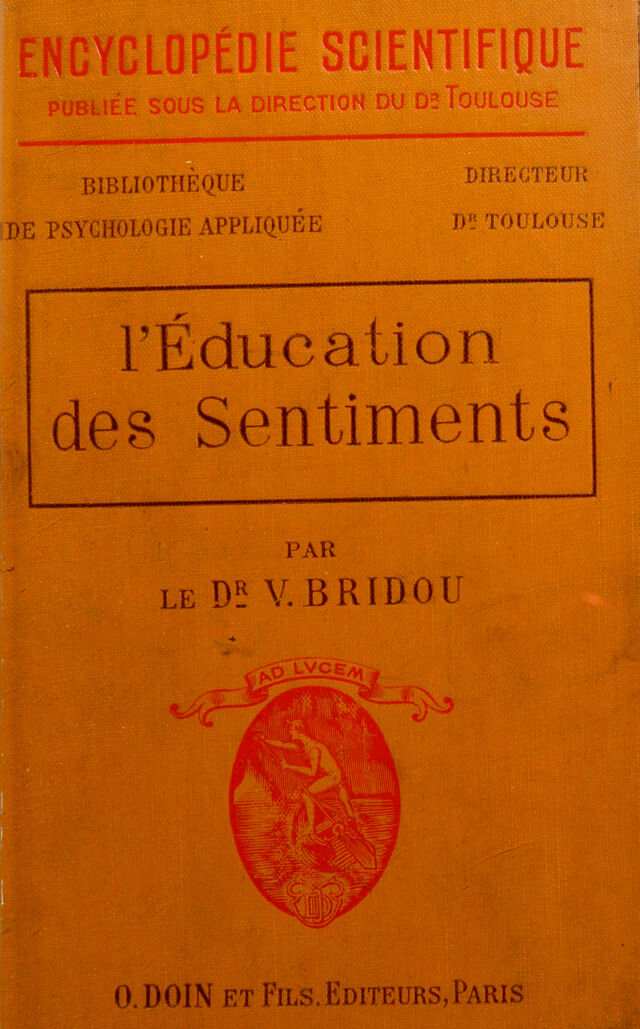 ENCYCLOPÉDIE SCIENTIFIQUE
PUBLIÉE SOUS LA DIRECTION DU DR TOULOUSE
BIBLIOTHÈQUE
DE PSYCHOLOGIE APPLIQUÉE
DIRECTEUR
DR TOULOUSE
l'Éducation
des Sentiments
PAR
LE DR V. BRIDOU
AD LVCEM
O. DOIN ET FILS. EDITEURS, PARIS